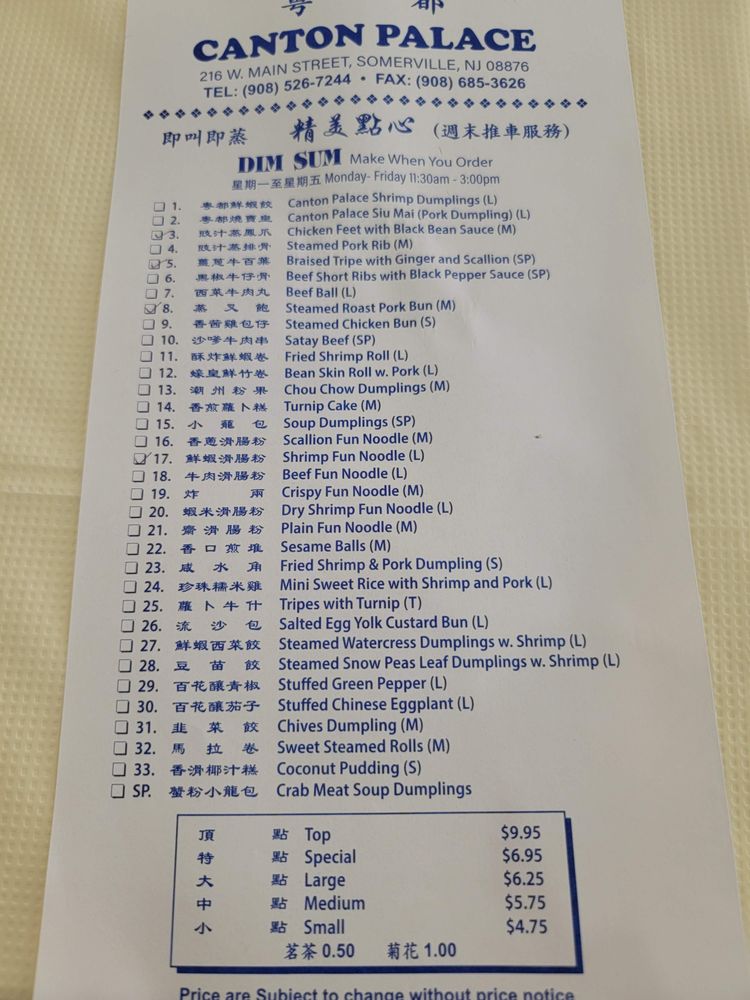 粵 都
CANTON PALACE
216 W. MAIN STREET, SOMERVILLE, NJ 08876
TEL: (908) 526-7244 • FAX: (908) 685-3626
即叫即蒸 精美點心 (週末推車服務)
DIM SUM Make When You Order
星期一至星期五 Monday- Friday 11:30am - 3:00pm
1. 粵都鮮蝦餃 Canton Palace Shrimp Dumplings (L)
2. 粵都燒賣皇 Canton Palace Siu Mai (Pork Dumpling) (L)
3. 豉汁蒸鳳爪 Chicken Feet with Black Bean Sauce (M)
4. 豉汁蒸排骨 Steamed Pork Rib (M)
5. 薑蔥牛百葉 Braised Tripe with Ginger and Scallion (SP)
6. 黑椒牛仔骨 Beef Short Ribs with Black Pepper Sauce (SP)
7. 西菜牛肉丸 Beef Ball (L)
8. 蒸叉飽 Steamed Roast Pork Bun (M)
9. 香茜雞包仔 Steamed Chicken Bun (S)
10. 沙嗲牛肉串 Satay Beef (SP)
11. 酥炸鮮蝦卷 Fried Shrimp Roll (L)
12. 蠔皇鮮竹卷 Bean Skin Roll w. Pork (L)
13. 潮州粉果 Chou Chow Dumplings (M)
14. 香煎蘿卜糕 Turnip Cake (M)
15. 小龍包 Soup Dumplings (SP)
16. 香蔥滑腸粉 Scallion Fun Noodle (M)
17. 鮮蝦滑腸粉 Shrimp Fun Noodle (L)
18. 牛肉滑腸粉 Beef Fun Noodle (L)
19. 炸兩 Crispy Fun Noodle (M)
20. 蝦米滑腸粉 Dry Shrimp Fun Noodle (L)
21. 齋滑腸粉 Plain Fun Noodle (M)
22. 香口煎堆 Sesame Balls (M)
23. 咸水角 Fried Shrimp & Pork Dumpling (S)
24. 珍珠糯米雞 Mini Sweet Rice with Shrimp and Pork (L)
25. 蘿卜牛什 Tripes with Turnip (T)
26. 流沙包 Salted Egg Yolk Custard Bun (L)
27. 鮮蝦西菜餃 Steamed Watercress Dumplings w. Shrimp (L)
28. 豆苗餃 Steamed Snow Peas Leaf Dumplings w. Shrimp (L)
29. 百花釀青椒 Stuffed Green Pepper (L)
30. 百花釀茄子 Stuffed Chinese Eggplant (L)
31. 韭菜餃 Chives Dumpling (M)
32. 馬拉卷 Sweet Steamed Rolls (M)
33. 香滑椰汁糕 Coconut Pudding (S)
SP. 蟹粉小龍包 Crab Meat Soup Dumplings
頂點 Top $9.95
特點 Special $6.95
大點 Large $6.25
中點 Medium $5.75
小點 Small $4.75
茗茶 0.50 菊花 1.00
Price are Subject to change without price notice